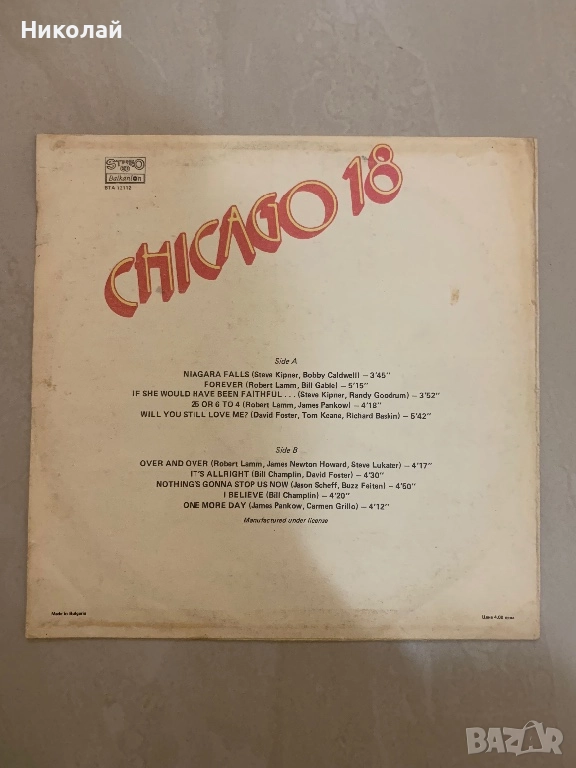 Николай
STEREO
balkanton
BTA 12112
CHICAGO 18
Side A
NIAGARA FALLS (Steve Kipner, Bobby Caldwell) – 3'45"
FOREVER (Robert Lamm, Bill Gable) – 5'15"
IF SHE WOULD HAVE BEEN FAITHFUL . . . (Steve Kipner, Randy Goodrum) – 3'52"
25 OR 6 TO 4 (Robert Lamm, James Pankow) – 4'18"
WILL YOU STILL LOVE ME? (David Foster, Tom Keane, Richard Baskin) – 5'42"
Side B
OVER AND OVER (Robert Lamm, James Newton Howard, Steve Lukater) – 4'17"
IT'S ALLRIGHT (Bill Champlin, David Foster) – 4'30"
NOTHING'S GONNA STOP US NOW (Jason Scheff, Buzz Feiten) – 4'50"
I BELIEVE (Bill Champlin) – 4'20"
ONE MORE DAY (James Pankow, Carmen Grillo) – 4'12"
Manufactured under license
Made in Bulgaria
Цена 4.00 лева
BAZAR